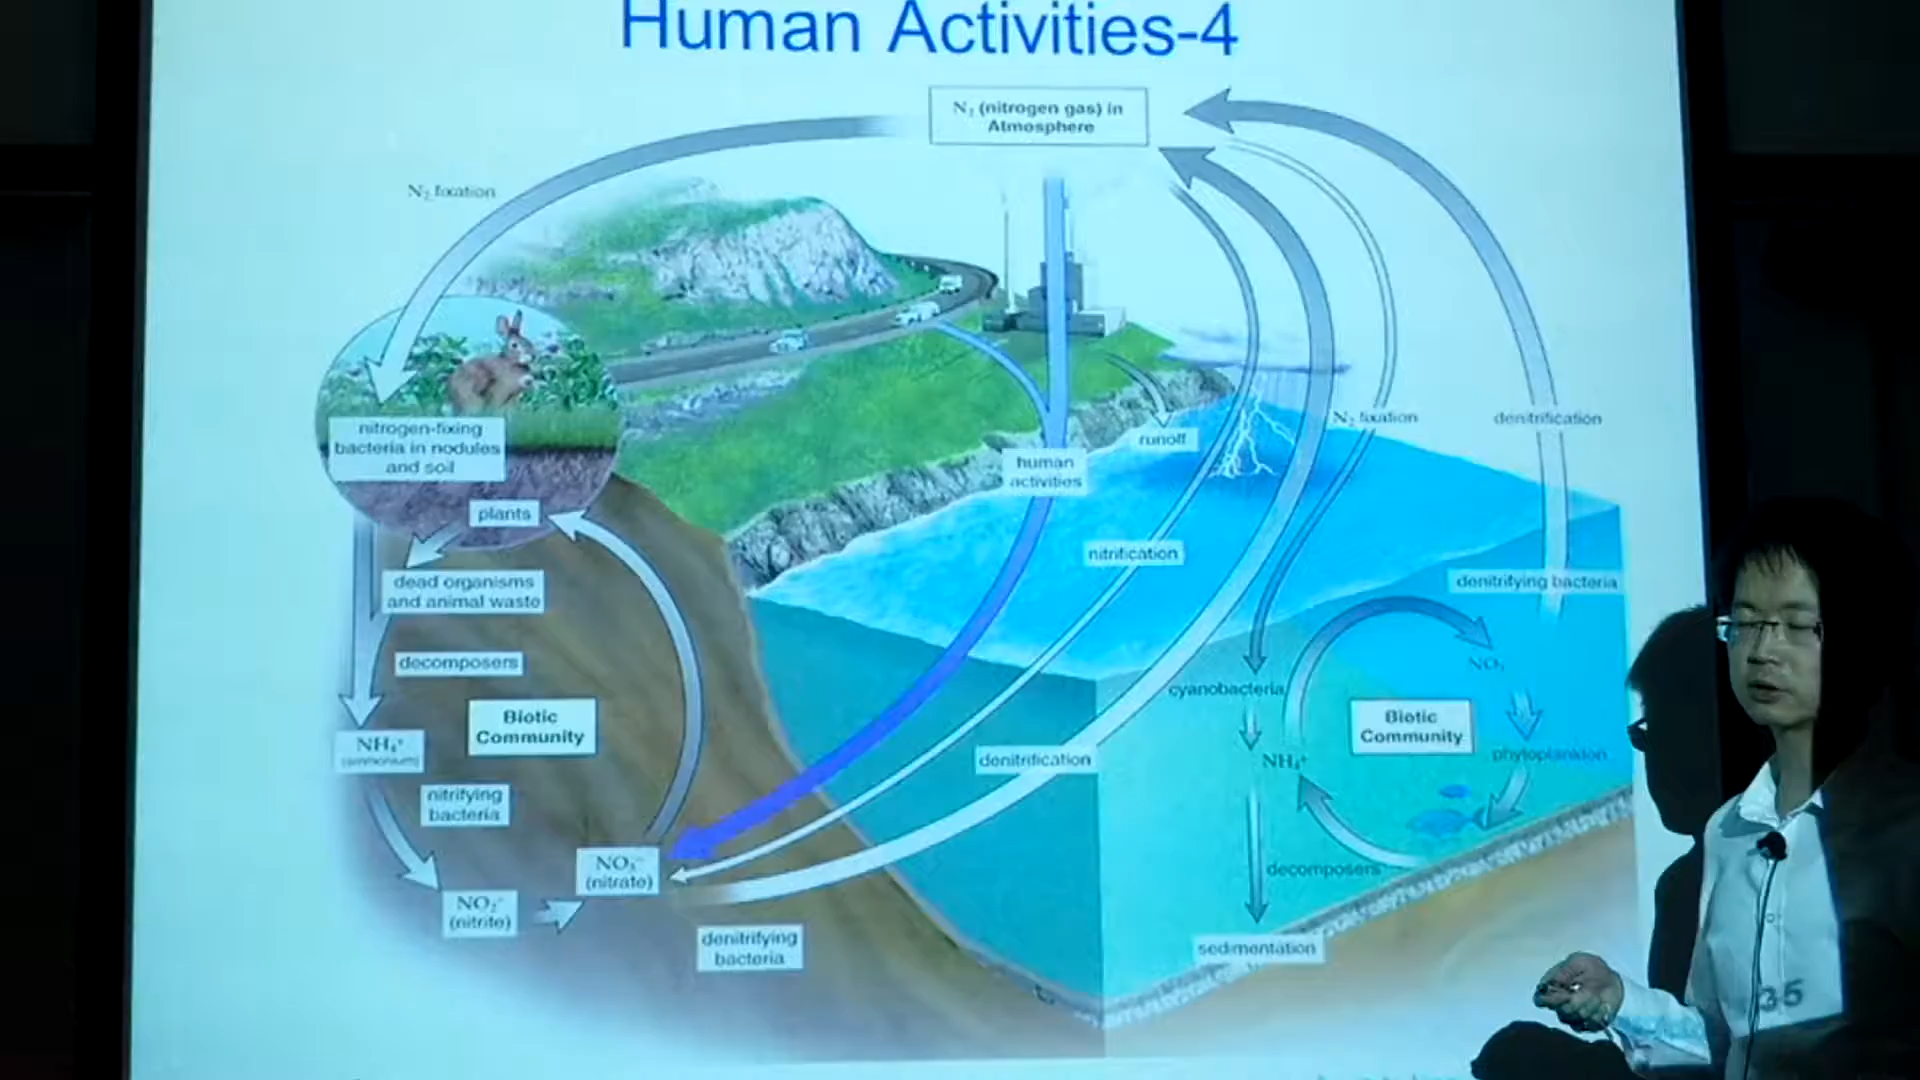 Human Activities-4
N₂ (nitrogen gas) in
Atmosphere
N₂ fixation
nitrogen-fixing
bacteria in nodules
and soil
plants
dead organisms
and animal waste
decomposers
Biotic
Community
NH₄⁺
(ammonium)
nitrifying
bacteria
NO₂⁻
(nitrite)
NO₃⁻
(nitrate)
denitrifying
bacteria
human
activities
runoff
nitrification
denitrification
N₂ fixation
denitrification
denitrifying bacteria
cyanobacteria
NH₄⁺
Biotic
Community
phytoplankton
decomposers
sedimentation
35